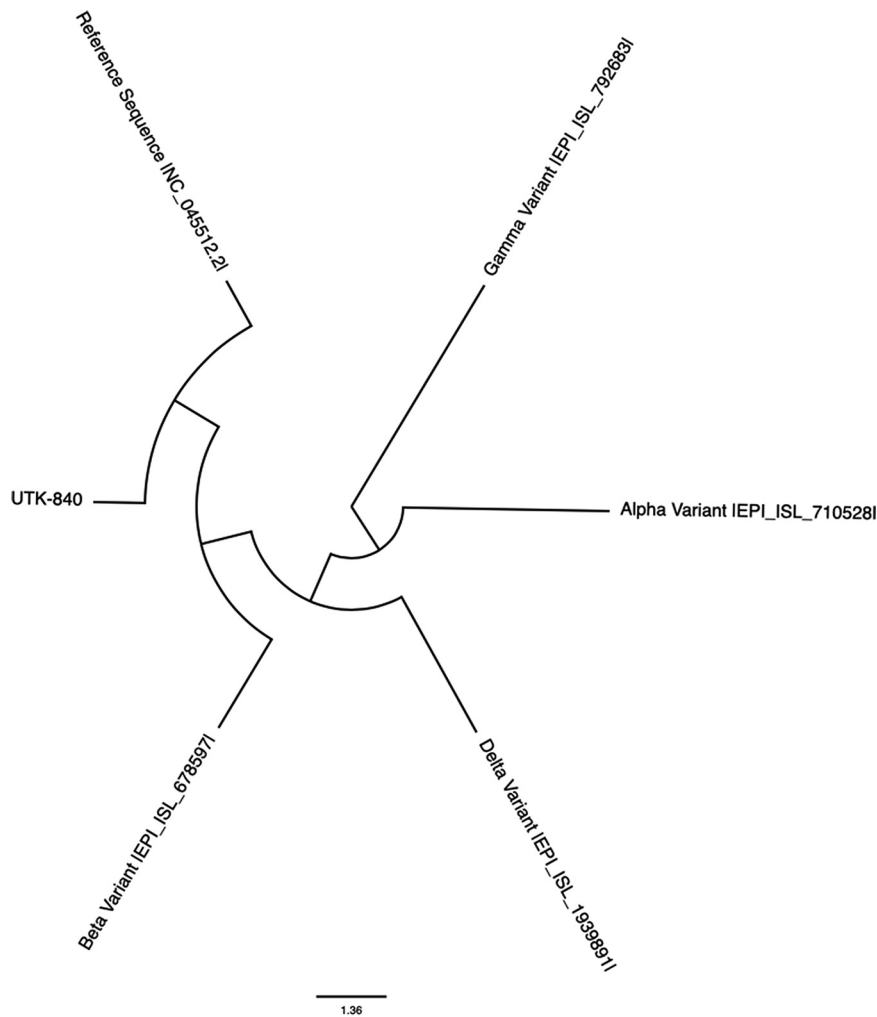 Reference Sequence |NC_045512.2|
Gamma Variant |EPI_ISL_792683|
UTK-840
Alpha Variant |EPI_ISL_710528|
Beta Variant |EPI_ISL_678597|
Delta Variant |EPI_ISL_1939891|
1.36